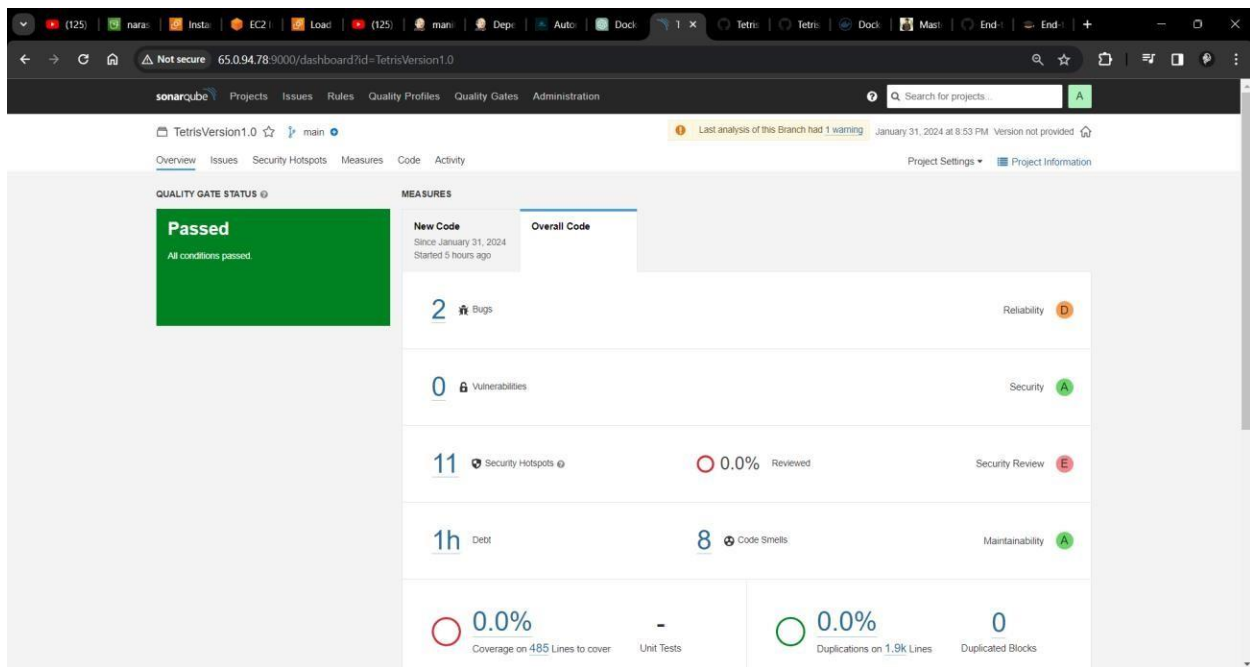 (125) naras Insta EC2 I Load (125) man Depe Auto Dock 1 Tetris Tetris Dock Mast End-t End-t
Not secure 65.0.94.78:9000/dashboard?id=TetrisVersion1.0
sonarqube Projects Issues Rules Quality Profiles Quality Gates Administration Search for projects... A
TetrisVersion1.0 main Last analysis of this Branch had 1 warning January 31, 2024 at 8:53 PM Version not provided
Overview Issues Security Hotspots Measures Code Activity Project Settings Project Information
QUALITY GATE STATUS MEASURES
Passed
All conditions passed.
New Code
Since January 31, 2024
Started 5 hours ago
Overall Code
2 Bugs Reliability D
0 Vulnerabilities Security A
11 Security Hotspots 0.0% Reviewed Security Review E
1h Debt 8 Code Smells Maintainability A
0.0% - 0.0% 0
Coverage on 485 Lines to cover Unit Tests Duplications on 1.9k Lines Duplicated Blocks